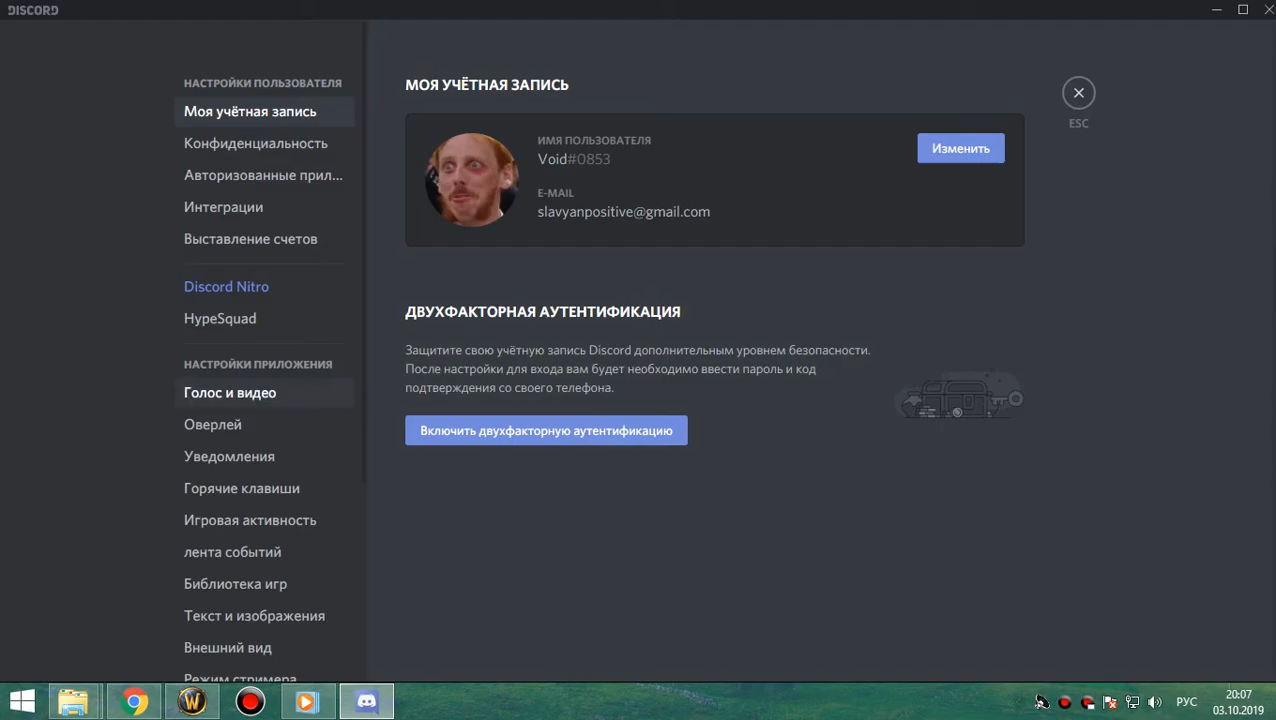 DISCORD
НАСТРОЙКИ ПОЛЬЗОВАТЕЛЯ
Моя учётная запись
Конфиденциальность
Авторизованные прил...
Интеграции
Выставление счетов
Discord Nitro
HypeSquad
НАСТРОЙКИ ПРИЛОЖЕНИЯ
Голос и видео
Оверлей
Уведомления
Горячие клавиши
Игровая активность
лента событий
Библиотека игр
Текст и изображения
Внешний вид
Режим стримера
МОЯ УЧЁТНАЯ ЗАПИСЬ
ИМЯ ПОЛЬЗОВАТЕЛЯ
Void#0853
E-MAIL
slavyanpositive@gmail.com
Изменить
ESC
ДВУХФАКТОРНАЯ АУТЕНТИФИКАЦИЯ
Защитите свою учётную запись Discord дополнительным уровнем безопасности.
После настройки для входа вам будет необходимо ввести пароль и код
подтверждения со своего телефона.
Включить двухфакторную аутентификацию
РУС
20:07
03.10.2019